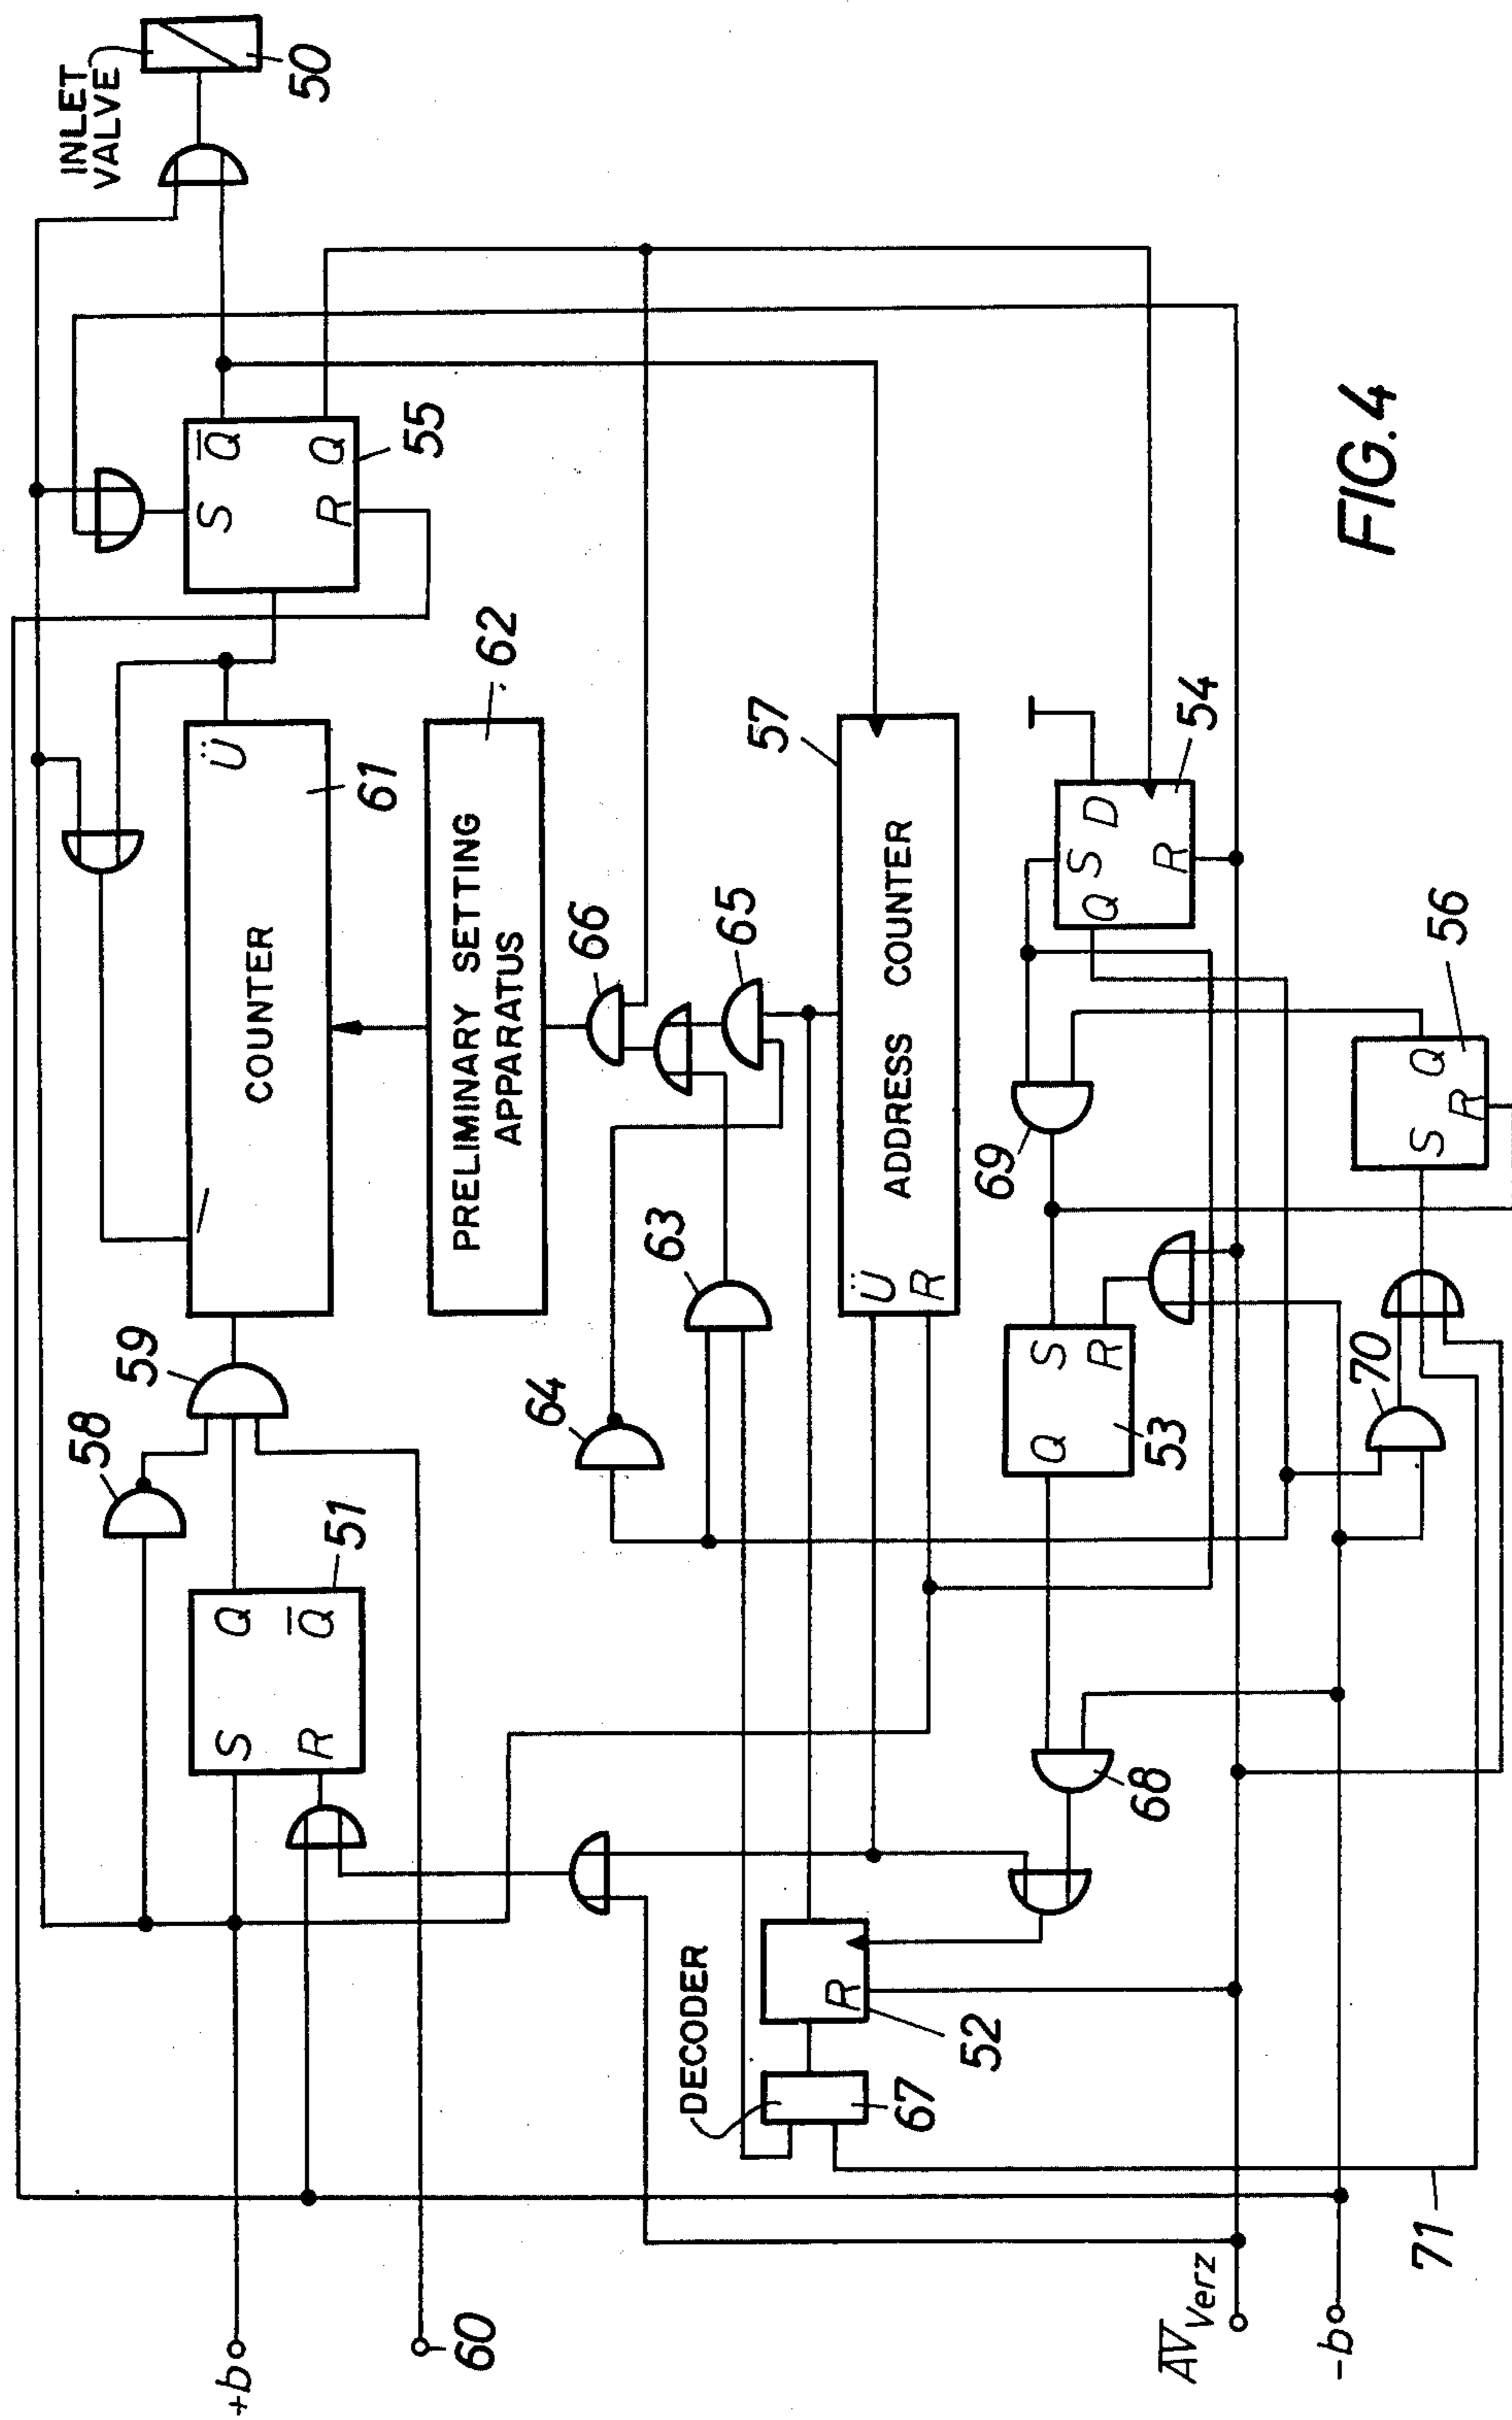 INLET
VALVE
50
S
Q̅
Q
R
55
Ü
COUNTER
61
62
PRELIMINARY SETTING
APPARATUS
59
58
Q
Q̅
S
R
51
66
65
63
64
57
ADDRESS COUNTER
Ü
R
S D
Q
R
54
69
S
R
Q
53
Q
S
R
56
70
68
DECODER
R
52
67
71
+b
60
A̅V̅ Verz
-b
FIG. 4